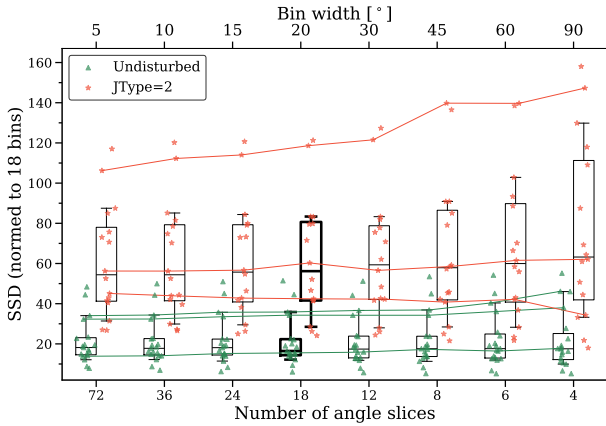 Bin width [°]
5 10 15 20 30 45 60 90
160
140
120
100
80
60
40
20
SSD (normed to 18 bins)
Undisturbed
JType=2
72 36 24 18 12 8 6 4
Number of angle slices